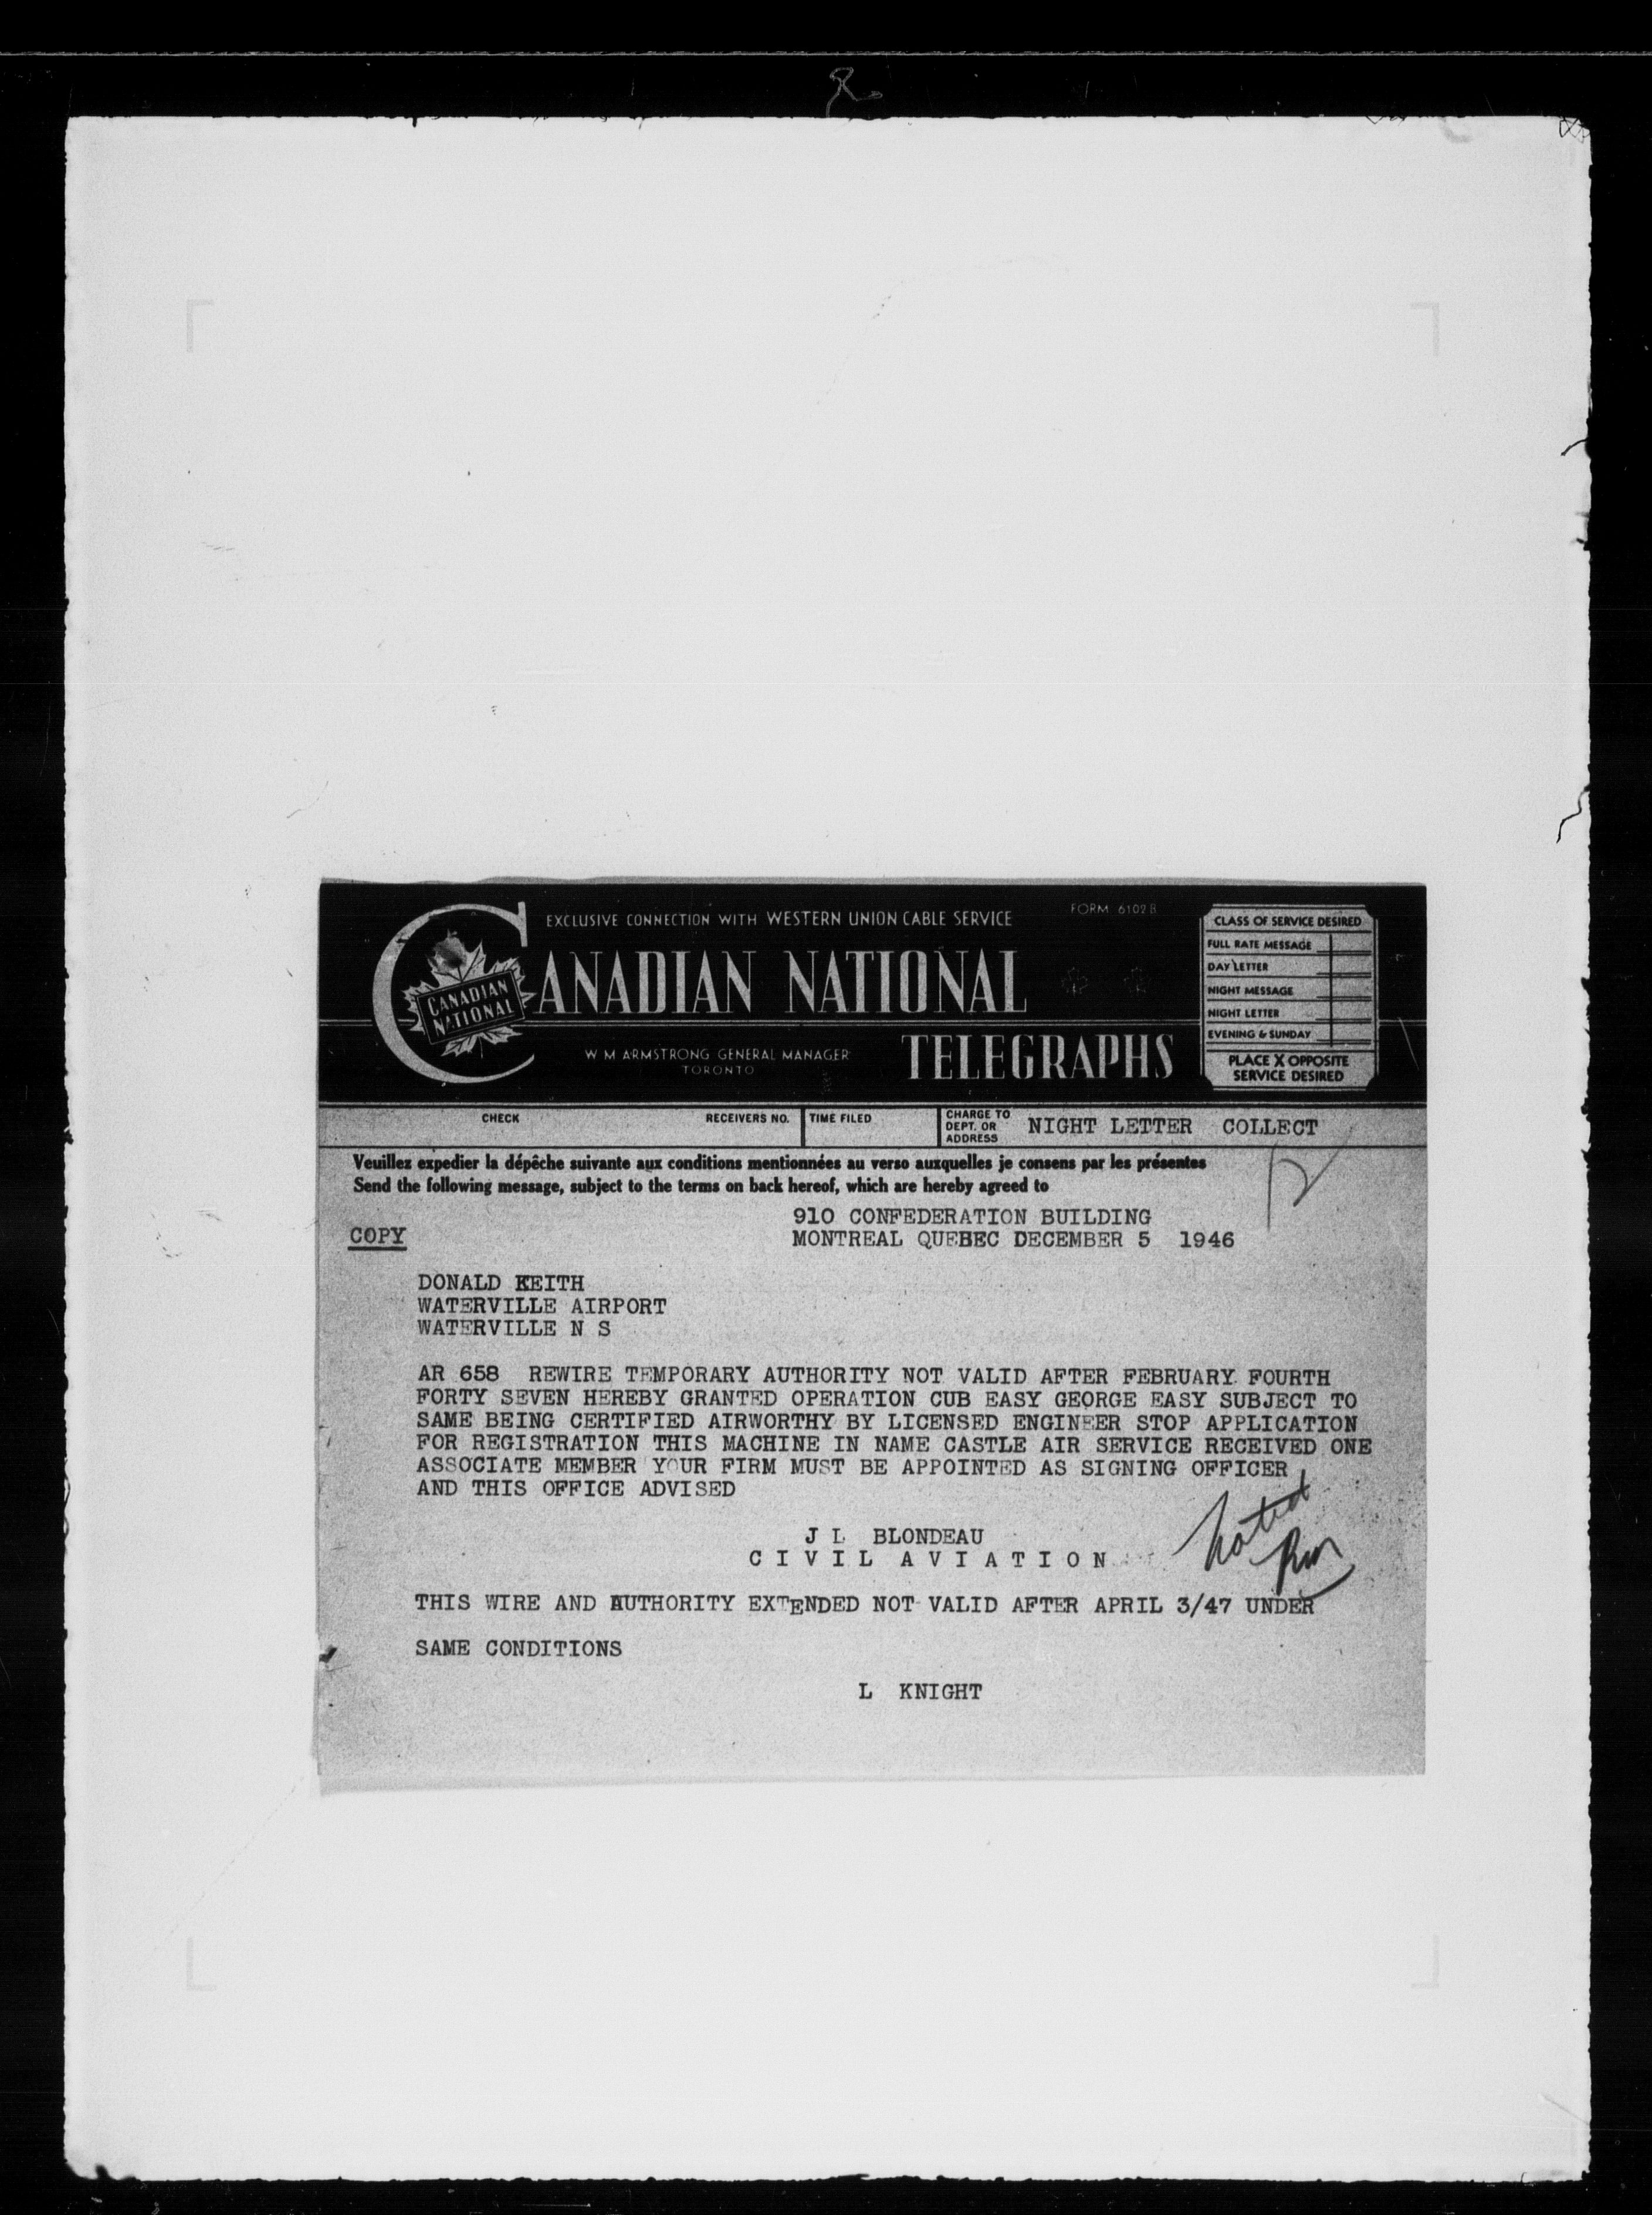 EXCLUSIVE CONNECTION WITH WESTERN UNION CABLE SERVICE
FORM 6102 B
CANADIAN NATIONAL
CANADIAN
NATIONAL
TELEGRAPHS
W M ARMSTRONG GENERAL MANAGER
TORONTO
CLASS OF SERVICE DESIRED
FULL RATE MESSAGE
DAY LETTER
NIGHT MESSAGE
NIGHT LETTER
EVENING & SUNDAY
PLACE X OPPOSITE
SERVICE DESIRED
CHECK
RECEIVERS NO.
TIME FILED
CHARGE TO
DEPT. OR
ADDRESS
NIGHT LETTER COLLECT
Veuillez expedier la dépêche suivante aux conditions mentionnées au verso auxquelles je consens par les présentes
Send the following message, subject to the terms on back hereof, which are hereby agreed to
910 CONFEDERATION BUILDING
COPY
MONTREAL QUEBEC DECEMBER 5 1946
DONALD KEITH
WATERVILLE AIRPORT
WATERVILLE N S
AR 658 REWIRE TEMPORARY AUTHORITY NOT VALID AFTER FEBRUARY FOURTH
FORTY SEVEN HEREBY GRANTED OPERATION CUB EASY GEORGE EASY SUBJECT TO
SAME BEING CERTIFIED AIRWORTHY BY LICENSED ENGINEER STOP APPLICATION
FOR REGISTRATION THIS MACHINE IN NAME CASTLE AIR SERVICE RECEIVED ONE
ASSOCIATE MEMBER YOUR FIRM MUST BE APPOINTED AS SIGNING OFFICER
AND THIS OFFICE ADVISED
noted
J L BLONDEAU
CIVIL AVIATION
THIS WIRE AND AUTHORITY EXTENDED NOT VALID AFTER APRIL 3/47 UNDER
SAME CONDITIONS
L KNIGHT